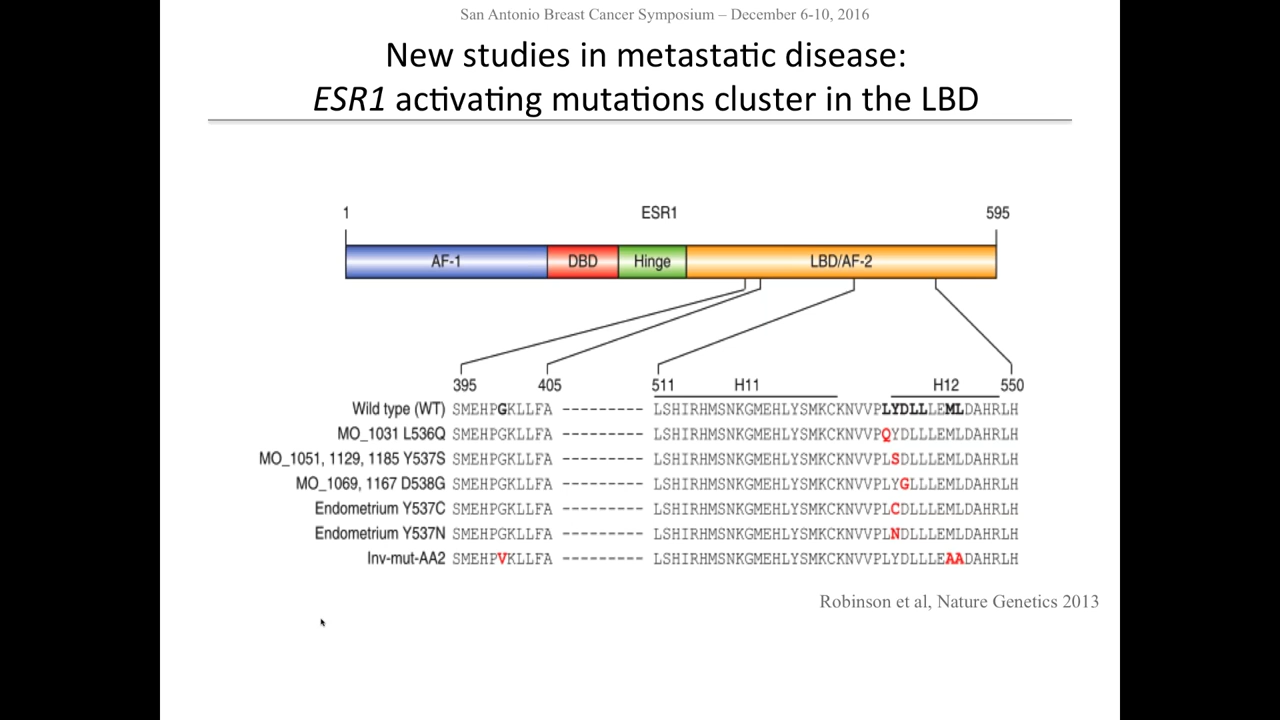 San Antonio Breast Cancer Symposium – December 6-10, 2016
New studies in metastatic disease:
ESR1 activating mutations cluster in the LBD
1 ESR1 595
AF-1 DBD Hinge LBD/AF-2
395 405 511 H11 H12 550
Wild type (WT) SMEHPGKLLFA --------- LSHIRHMSNKGMEHLYSMKCKNVVPLYDLLLEMLDAHRLH
MO_1031 L536Q SMEHPGKLLFA --------- LSHIRHMSNKGMEHLYSMKCKNVVPQYDLLLEMLDAHRLH
MO_1051, 1129, 1185 Y537S SMEHPGKLLFA --------- LSHIRHMSNKGMEHLYSMKCKNVVPLSDLLLEMLDAHRLH
MO_1069, 1167 D538G SMEHPGKLLFA --------- LSHIRHMSNKGMEHLYSMKCKNVVPLYGLLLEMLDAHRLH
Endometrium Y537C SMEHPGKLLFA --------- LSHIRHMSNKGMEHLYSMKCKNVVPLCDLLLEMLDAHRLH
Endometrium Y537N SMEHPGKLLFA --------- LSHIRHMSNKGMEHLYSMKCKNVVPLNDLLLEMLDAHRLH
Inv-mut-AA2 SMEHPVKLLFA --------- LSHIRHMSNKGMEHLYSMKCKNVVPLYDLLLEAADAHRLH
Robinson et al, Nature Genetics 2013